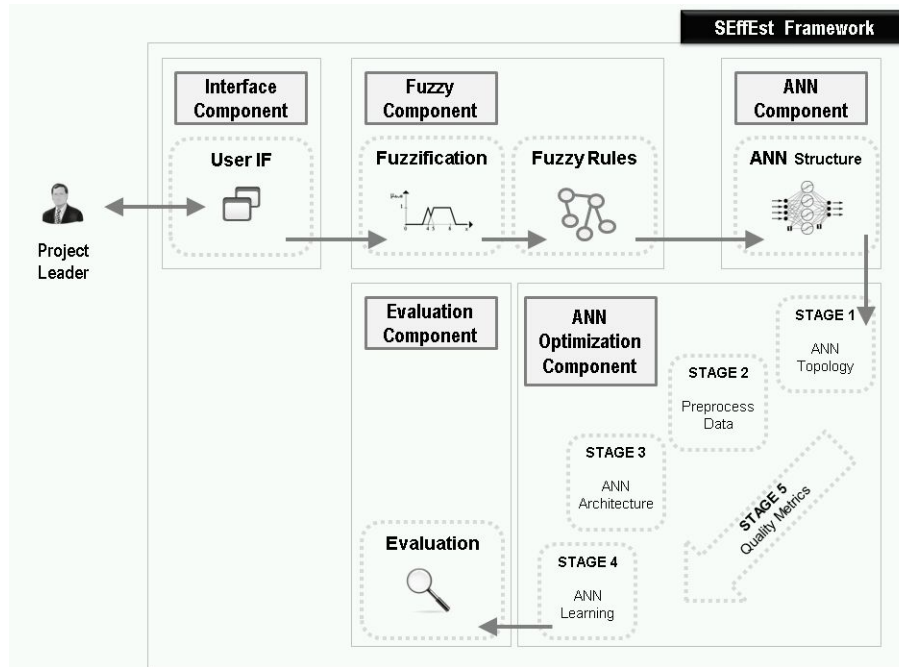 SEffEst Framework
Interface
Component
Fuzzy
Component
ANN
Component
User IF
Fuzzification
Fuzzy Rules
ANN Structure
Project
Leader
Evaluation
Component
ANN
Optimization
Component
STAGE 1
ANN
Topology
STAGE 2
Preprocess
Data
STAGE 3
ANN
Architecture
STAGE 4
ANN
Learning
STAGE 5
Quality Metrics
Evaluation